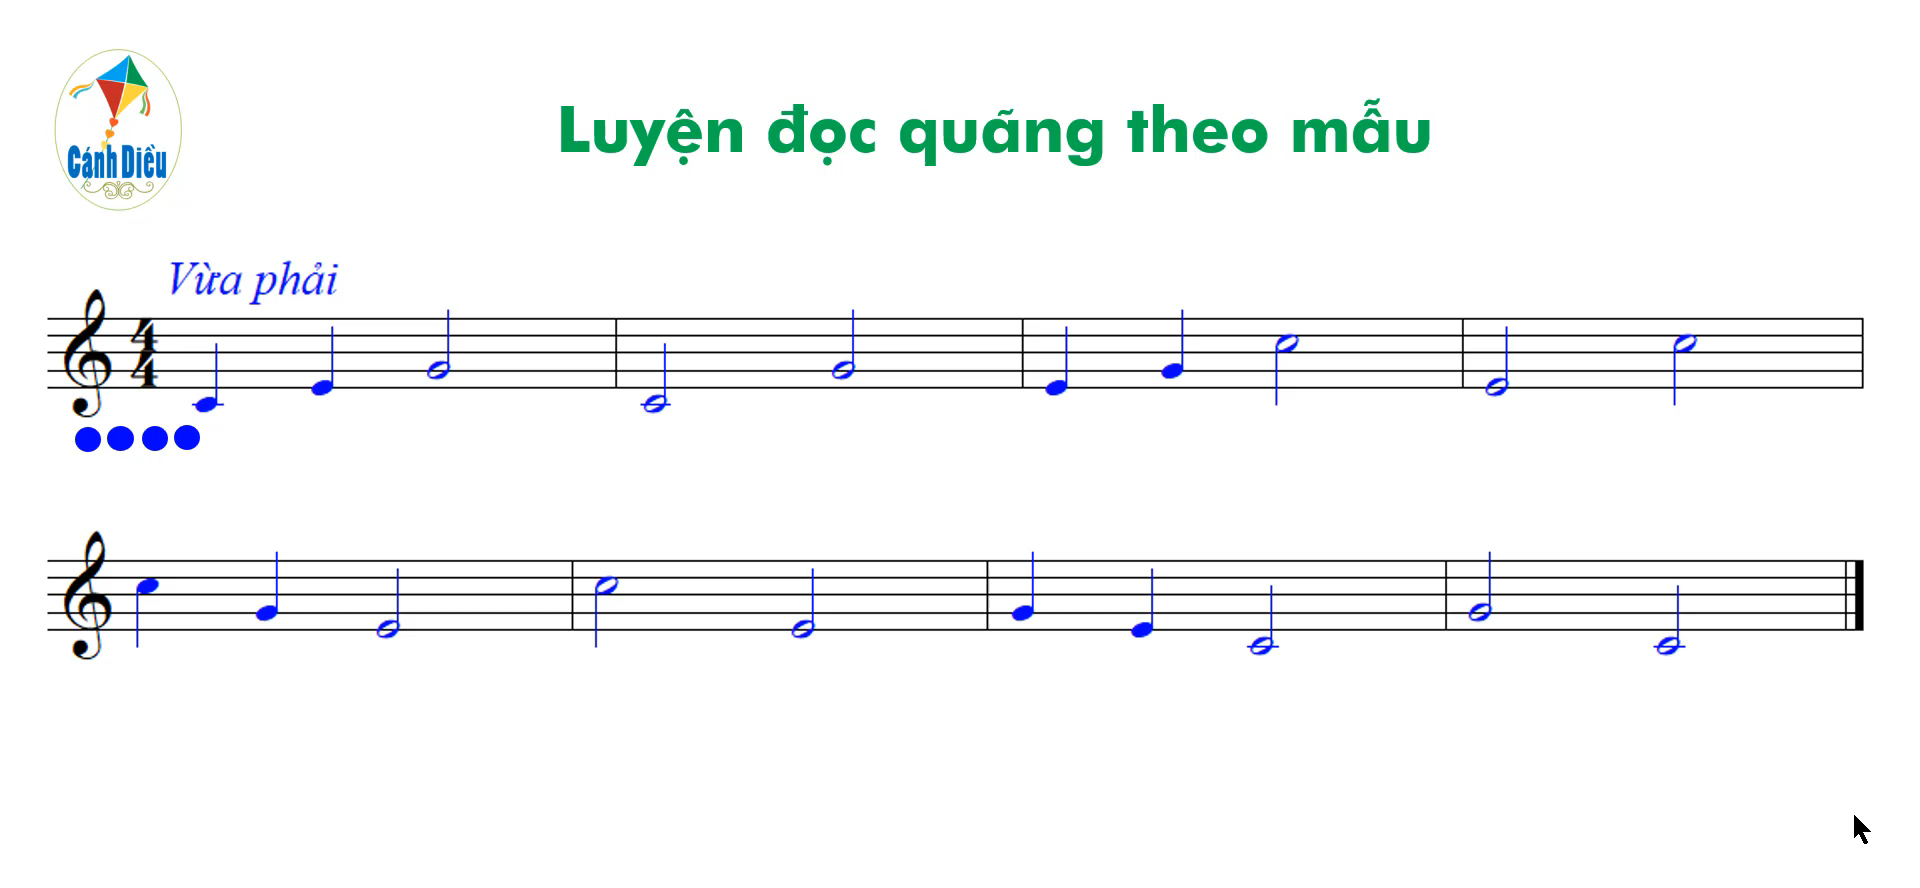 Cánh Diều
Luyện đọc quãng theo mẫu
Vừa phải
4
4